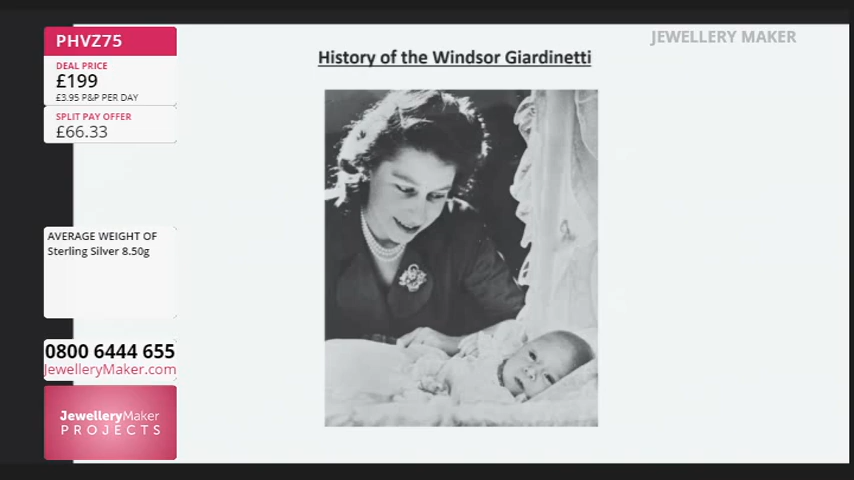 PHVZ75
DEAL PRICE
£199
£3.95 P&P PER DAY
SPLIT PAY OFFER
£66.33
AVERAGE WEIGHT OF
Sterling Silver 8.50g
0800 6444 655
JewelleryMaker.com
JewelleryMaker
PROJECTS
History of the Windsor Giardinetti
JEWELLERY MAKER